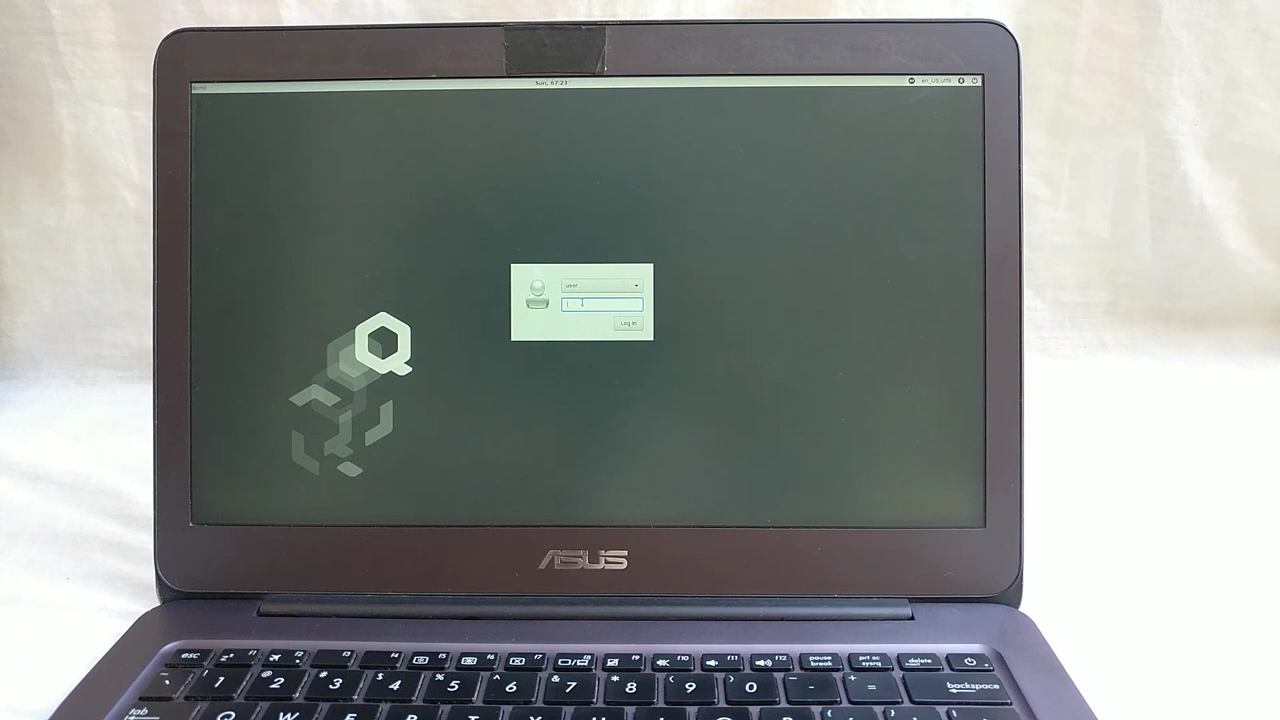 dom0
Sun, 07:23
en_US.utf8
user
Log In
ASUS
esc f1 f2 f3 f4 f5 f6 f7 f8 f9 f10 f11 f12 pause break prt sc sysrq delete
~ ` ! 1 @ 2 # 3 $ 4 % 5 ^ 6 & 7 * 8 ( 9 ) 0 - + = backspace
tab Q W E R T Y U I O P { }